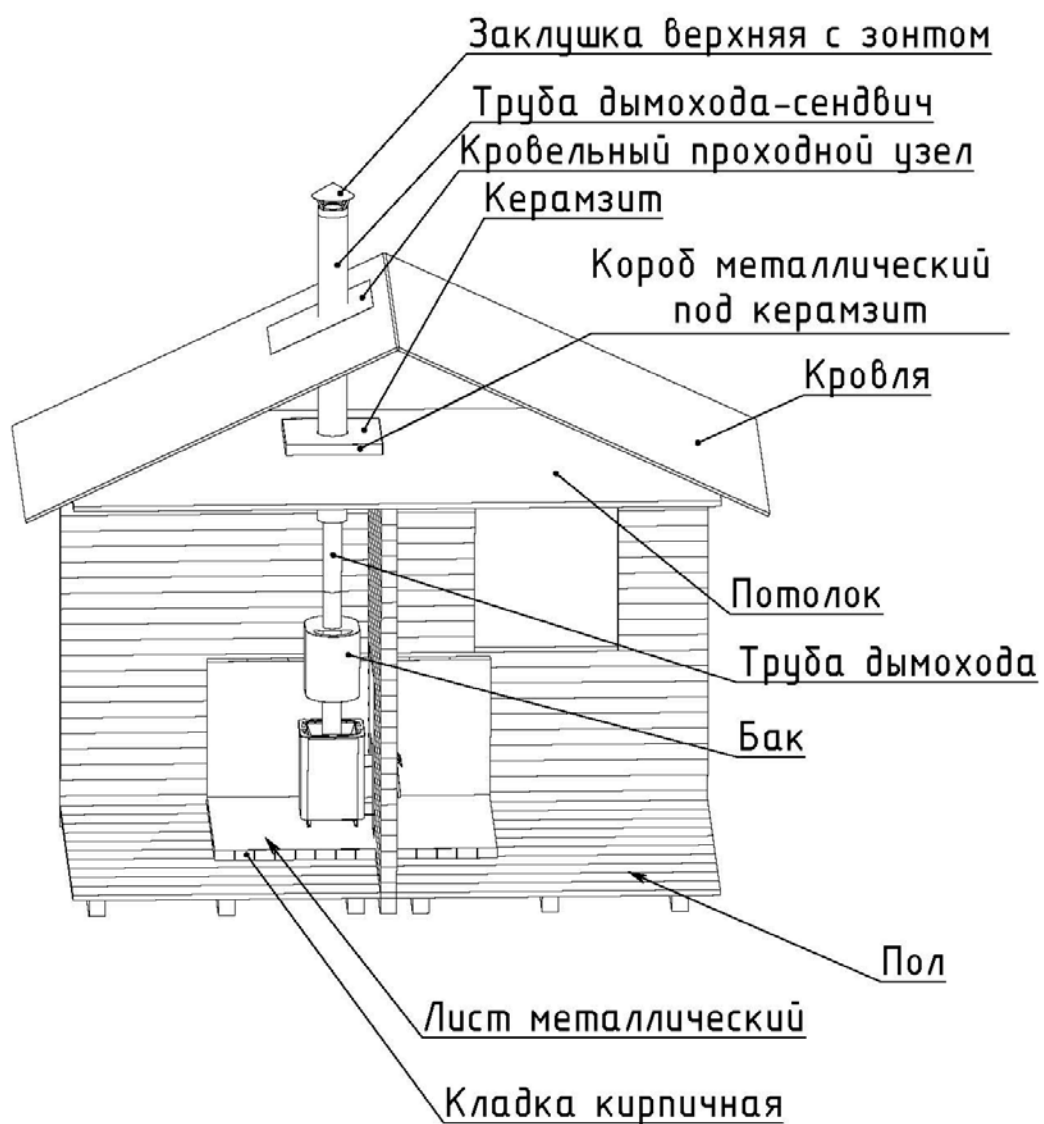 Заклушка верхняя с зонтом
Труба дымохода-сендвич
Кровельный проходной узел
Керамзит
Короб металлический
под керамзит
Кровля
Потолок
Труба дымохода
Бак
Пол
Лист металлический
Кладка кирпичная